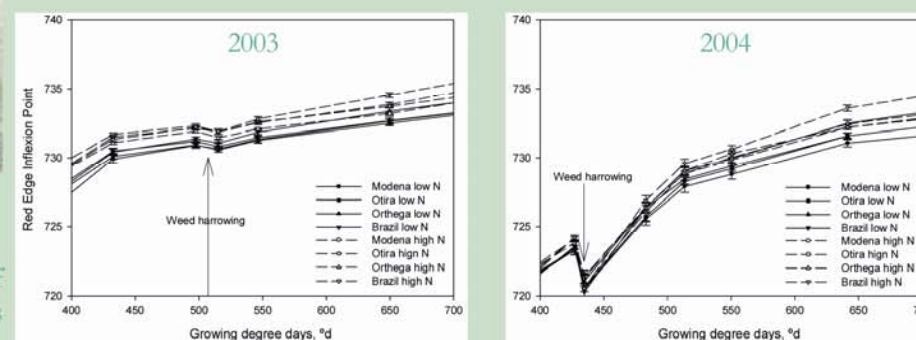 2003
740
735
730
725
720
Red Edge Inflexion Point
Weed harrowing
Modena low N
Otira low N
Orthega low N
Brazil low N
Modena high N
Otira hign N
Orthega high N
Brazil high N
400 450 500 550 600 650 700
Growing degree days, ºd
2004
740
735
730
725
720
Weed harrowing
Modena low N
Otira low N
Orthega low N
Brazil low N
Modena high N
Otira hign N
Orthega high N
Brazil high N
400 450 500 550 600 650
Growing degree days, ºd